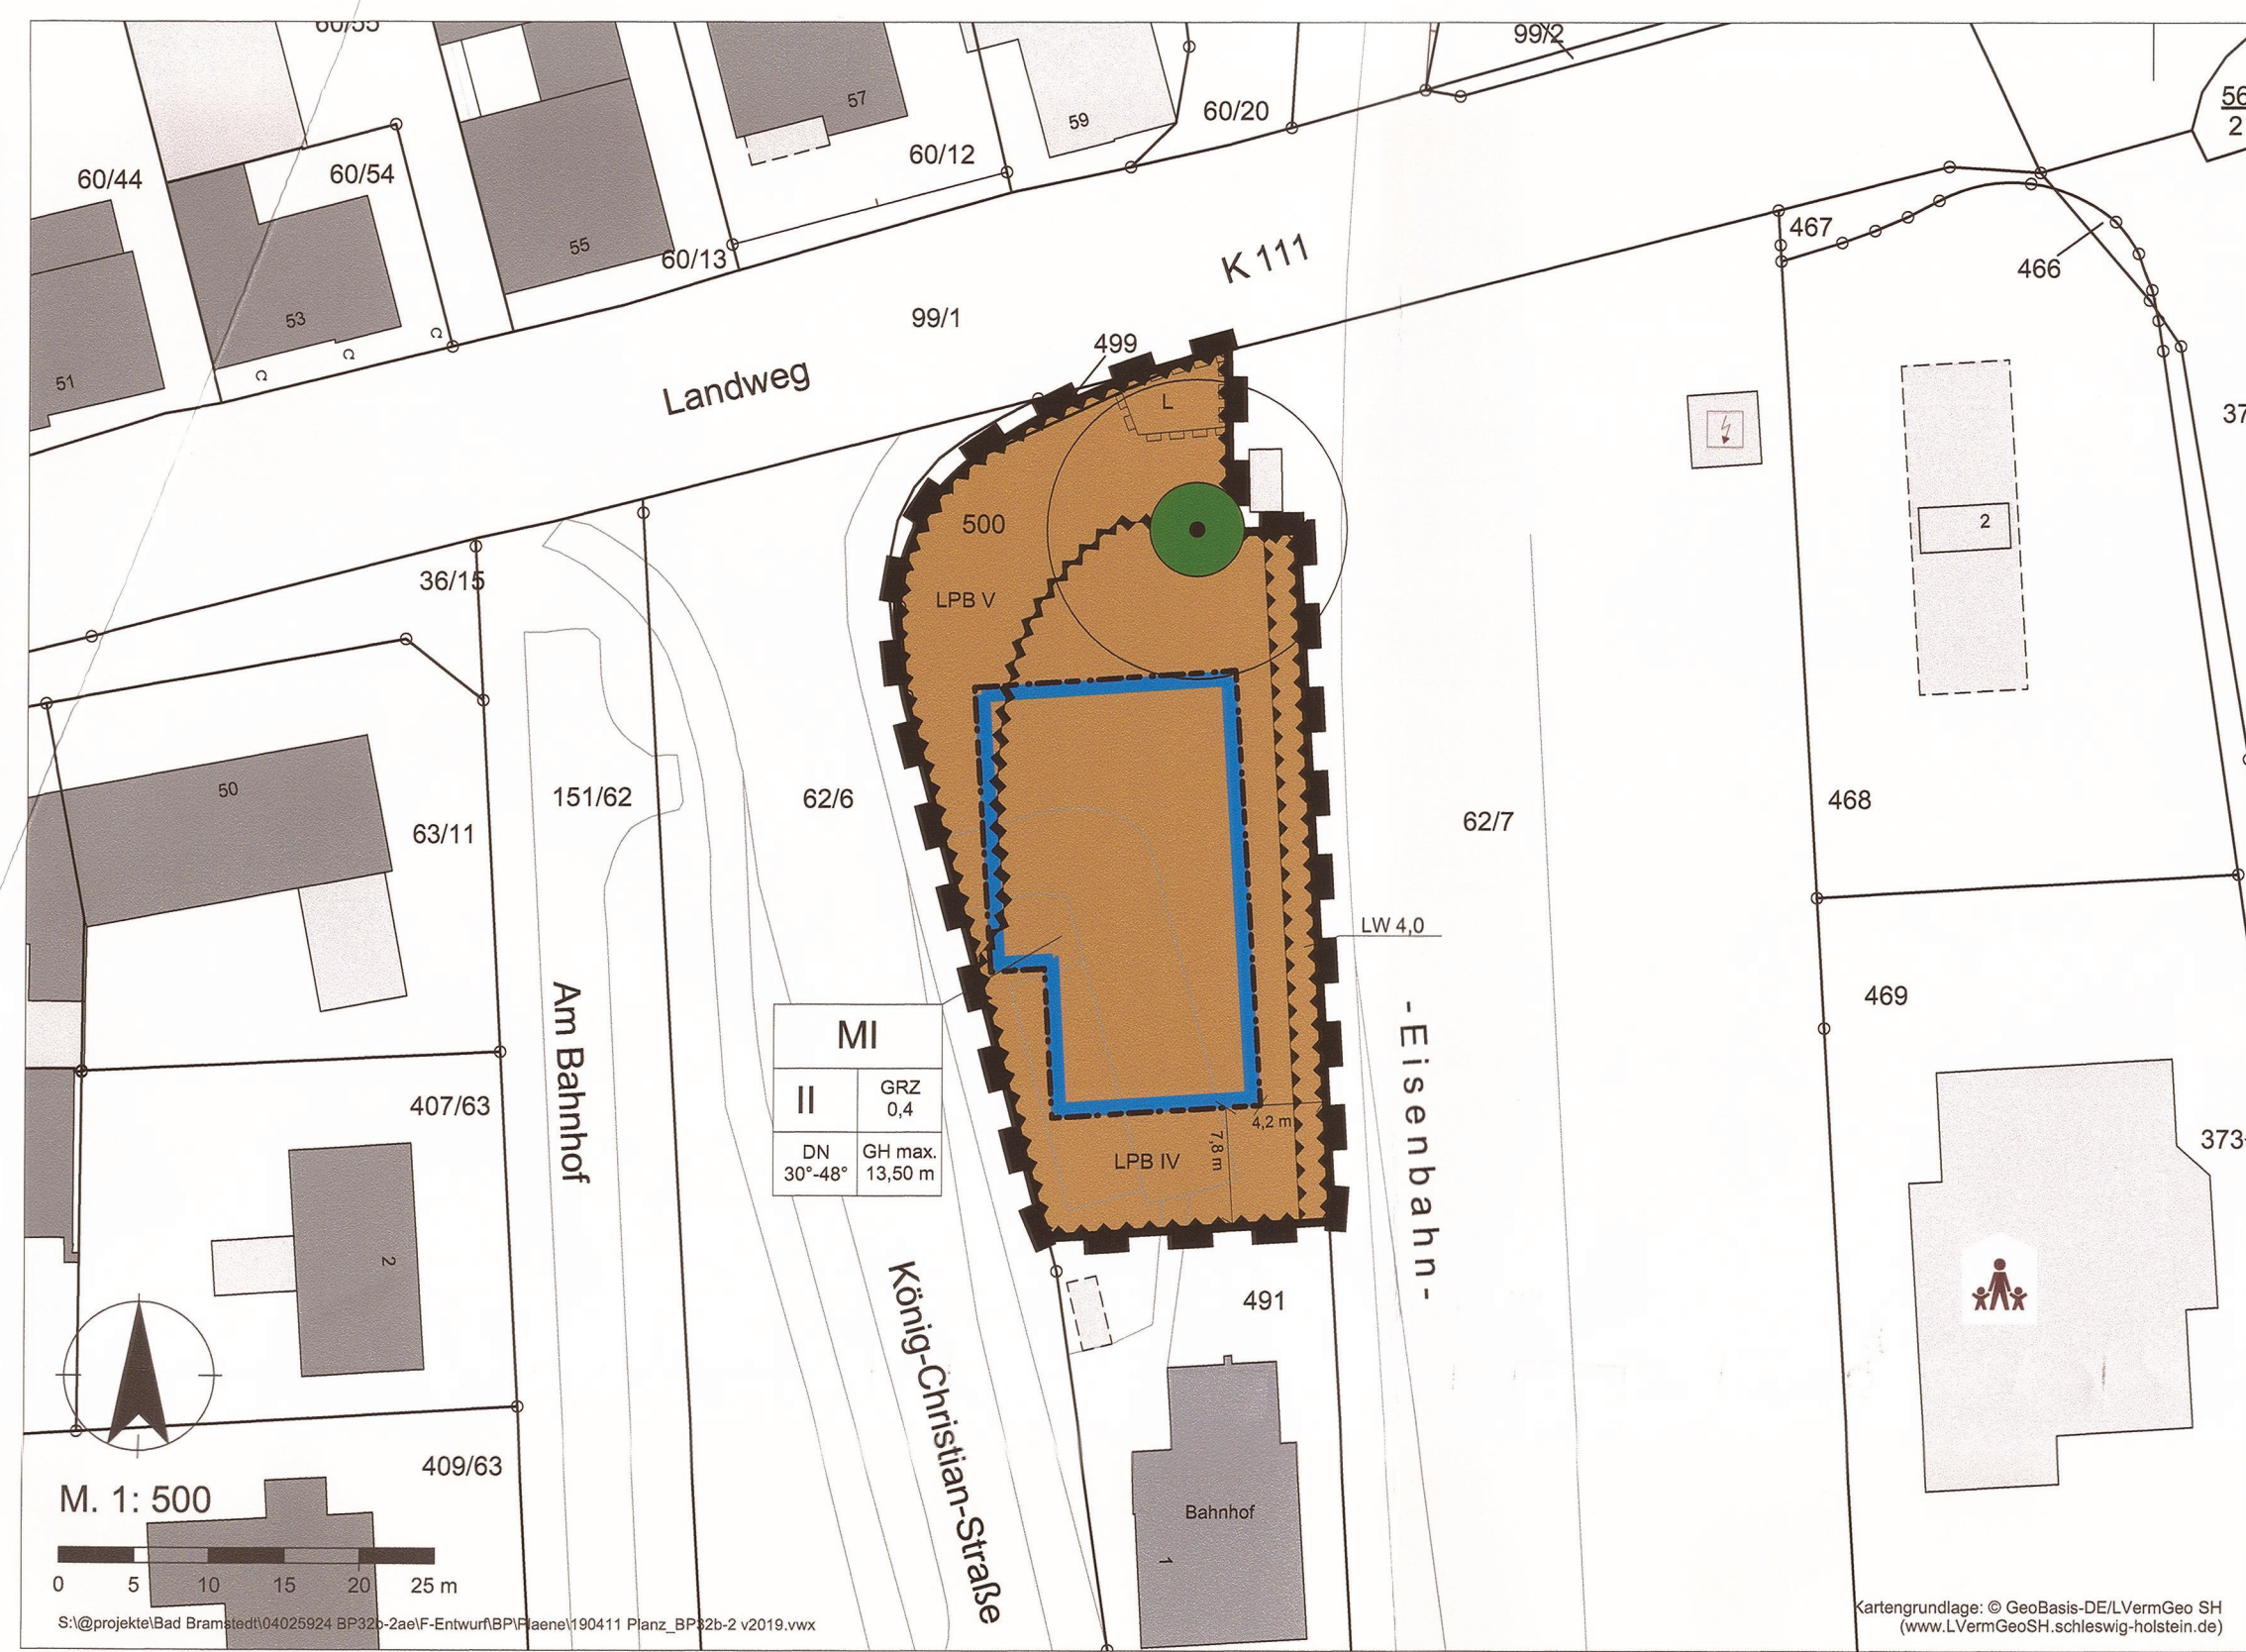 60/55
99/2
57
60/20
59
56
2
60/12
60/44
60/54
467
55
60/13
K 111
466
53
99/1
499
51
Landweg
L
37
2
500
36/15
LPB V
50
151/62
62/6
468
62/7
63/11
LW 4,0
469
Am Bahnhof
-Eisenbahn-
MI
II
GRZ
0,4
407/63
4,2 m
7,8 m
373
DN
30°-48°
GH max.
13,50 m
LPB IV
2
König-Christian-Straße
491
409/63
M. 1: 500
Bahnhof
1
0 5 10 15 20 25 m
S:\@projekte\Bad Bramstedt\04025924 BP32b-2ae\F-Entwurf\BP\Plaene\190411 Planz_BP32b-2 v2019.vwx
Kartengrundlage: © GeoBasis-DE/LVermGeo SH
(www.LVermGeoSH.schleswig-holstein.de)